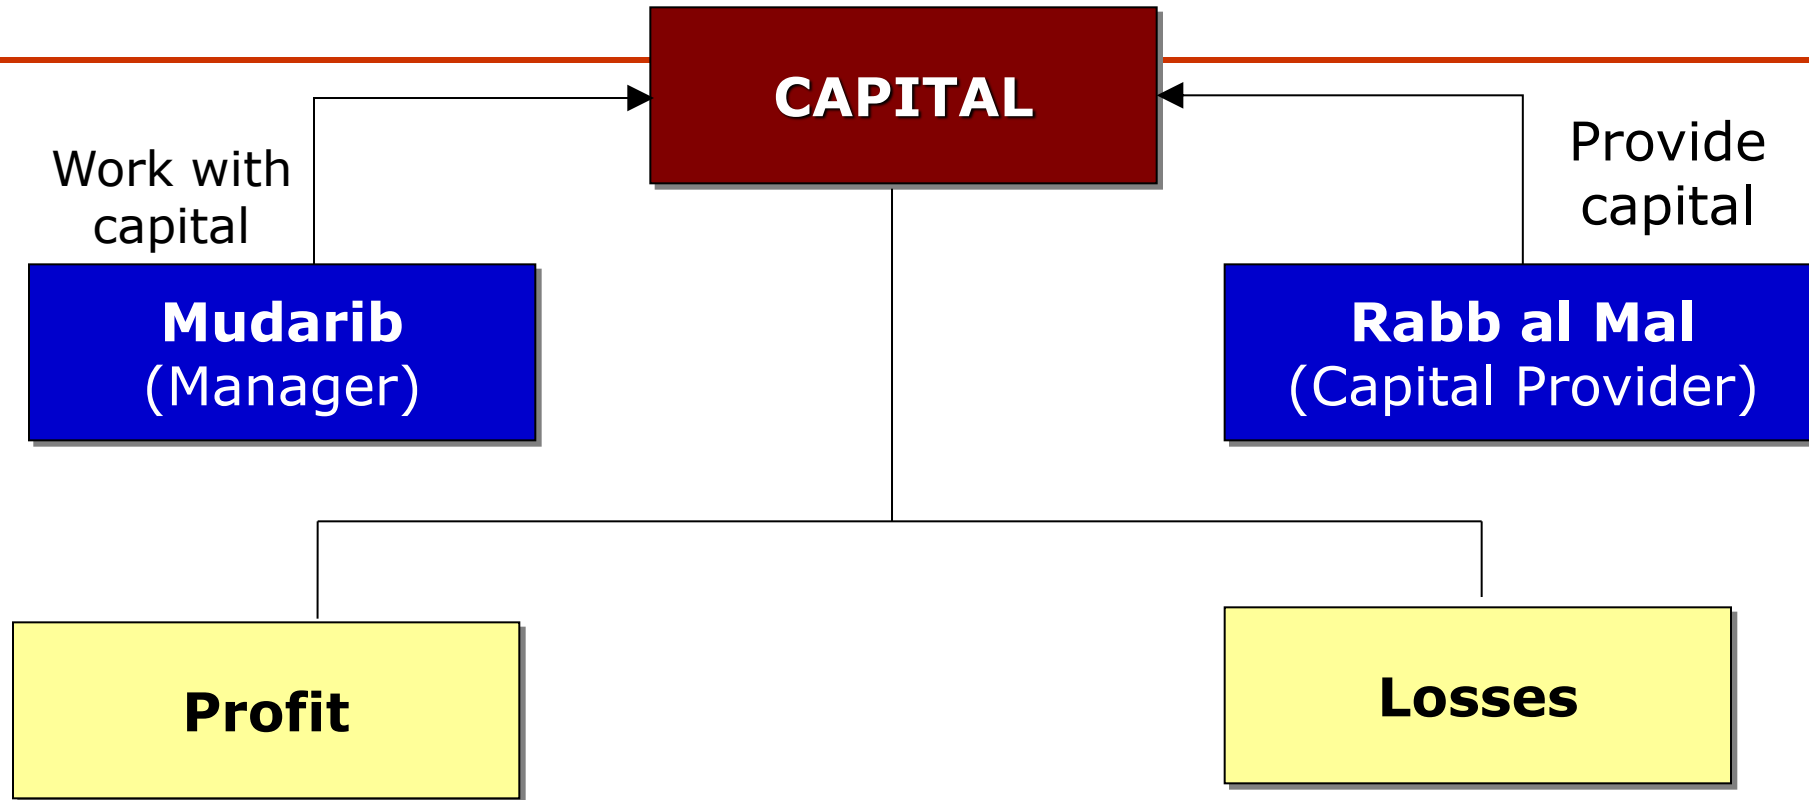 CAPITAL
Work with
capital
Provide
capital
Mudarib
(Manager)
Rabb al Mal
(Capital Provider)
Profit
Losses